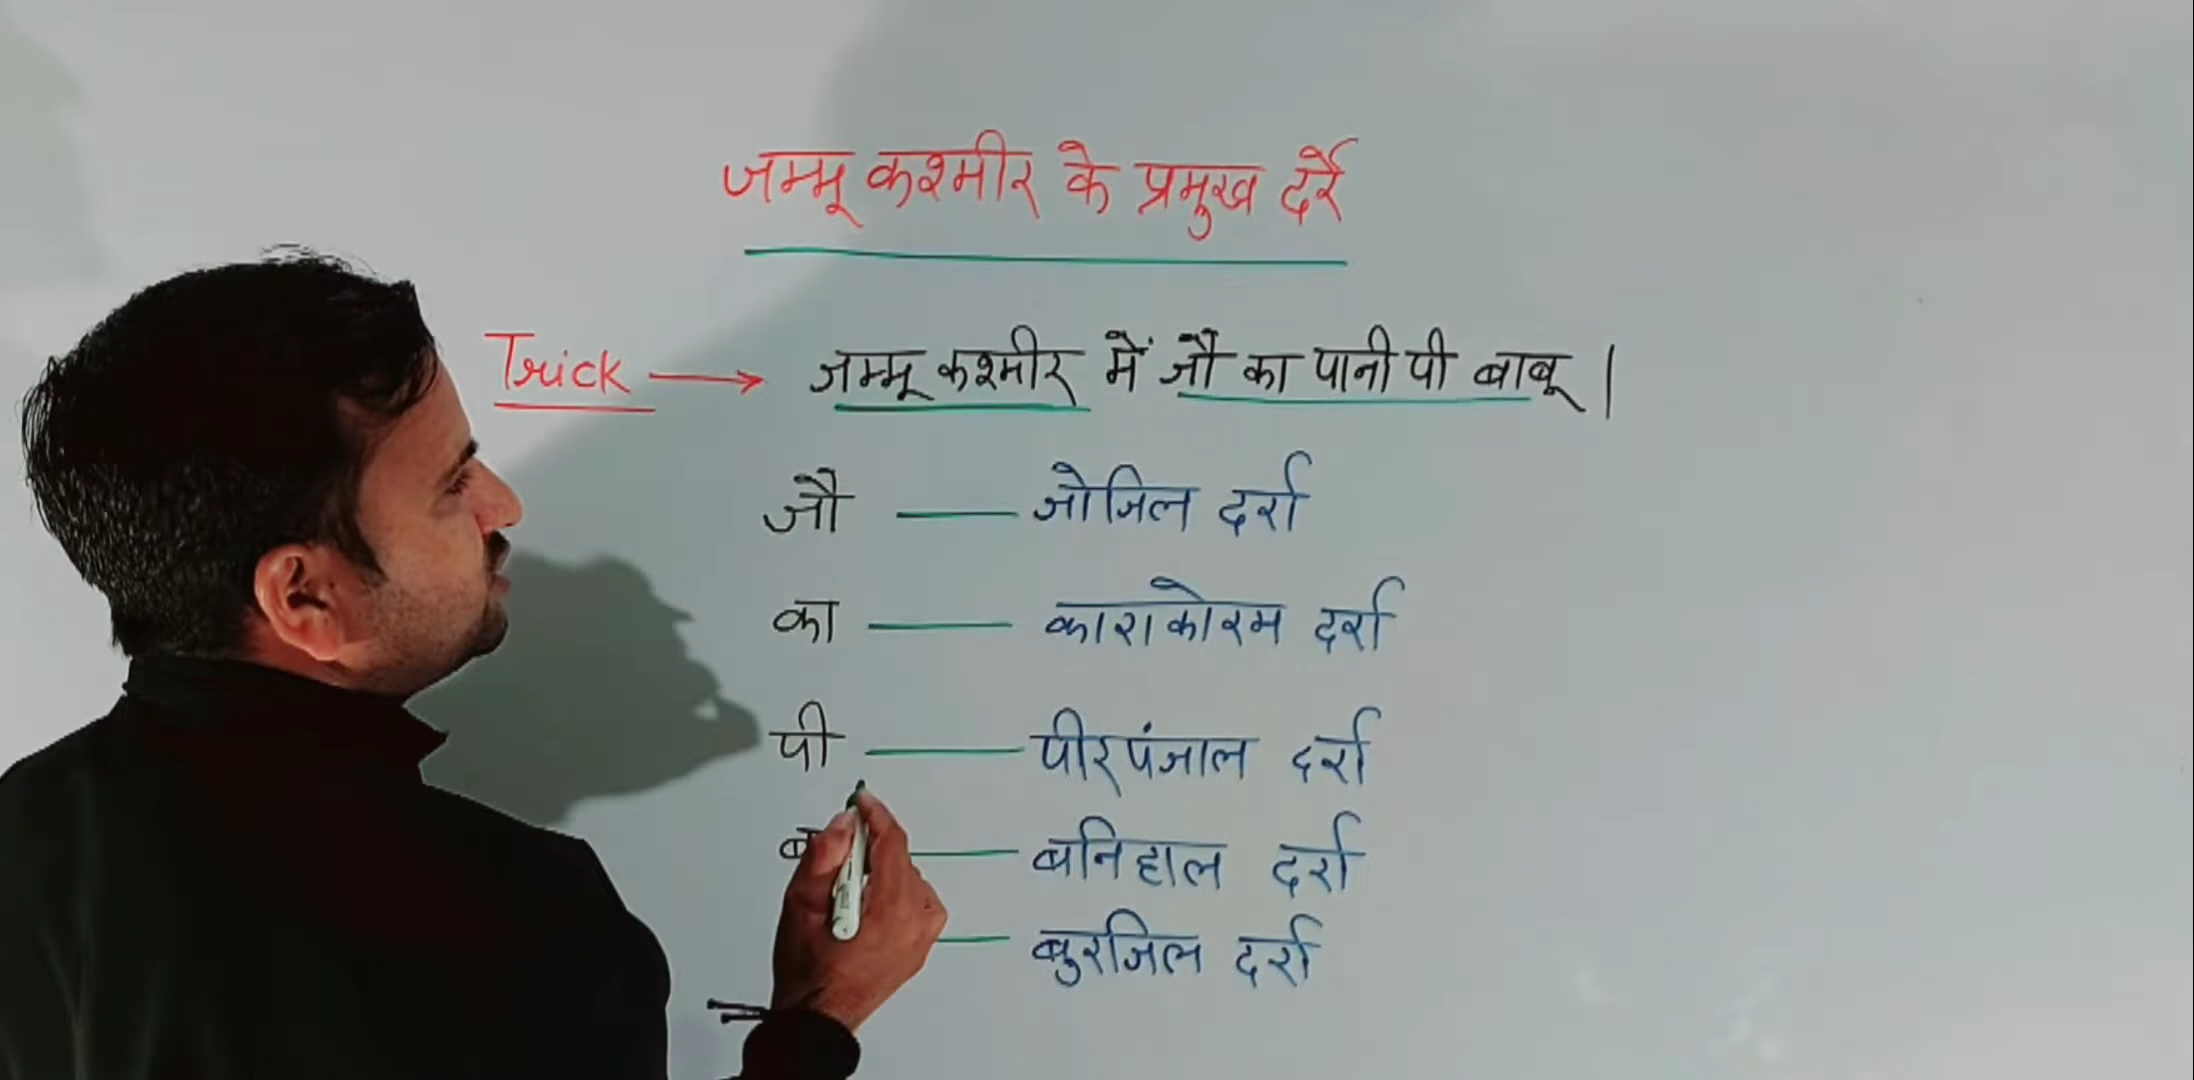 जम्मू कश्मीर के प्रमुख दर्रे
Trick → जम्मू कश्मीर में जौ का पानी पी बाबू।
जौ — जोजिल दर्रा
का — काराकोरम दर्रा
पी — पीरपंजाल दर्रा
— बनिहाल दर्रा
— बुरजिल दर्रा